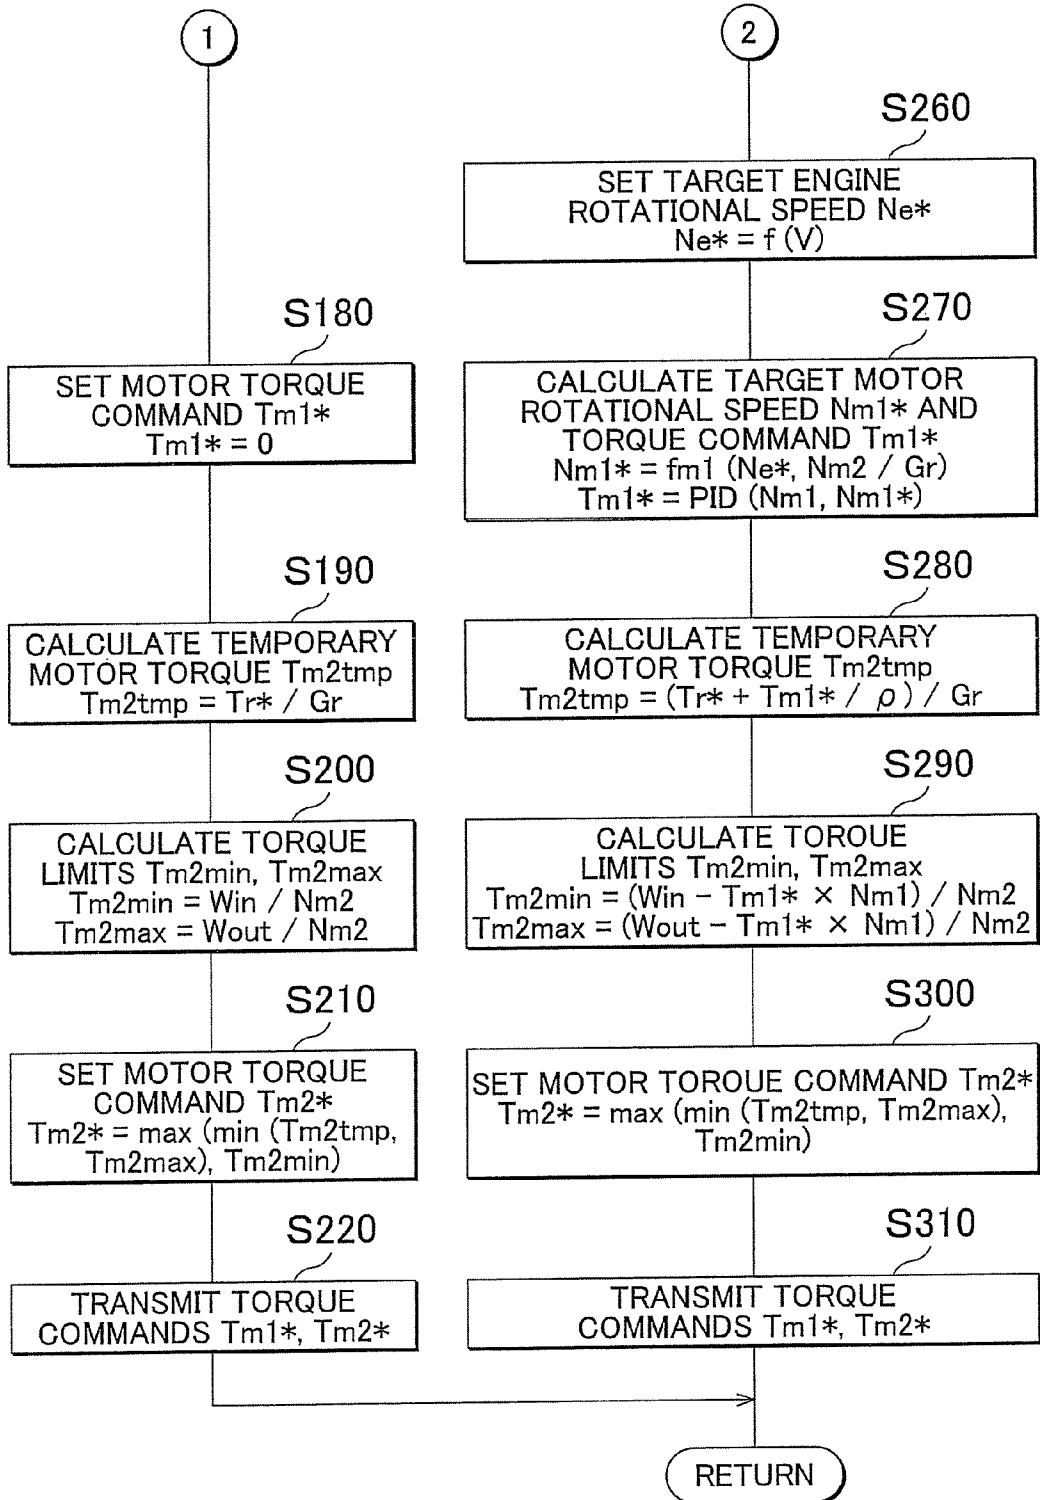 1
S180
SET MOTOR TORQUE
COMMAND Tm1*
Tm1* = 0
S190
CALCULATE TEMPORARY
MOTOR TORQUE Tm2tmp
Tm2tmp = Tr* / Gr
S200
CALCULATE TORQUE
LIMITS Tm2min, Tm2max
Tm2min = Win / Nm2
Tm2max = Wout / Nm2
S210
SET MOTOR TORQUE
COMMAND Tm2*
Tm2* = max (min (Tm2tmp,
Tm2max), Tm2min)
S220
TRANSMIT TORQUE
COMMANDS Tm1*, Tm2*
2
S260
SET TARGET ENGINE
ROTATIONAL SPEED Ne*
Ne* = f (V)
S270
CALCULATE TARGET MOTOR
ROTATIONAL SPEED Nm1* AND
TORQUE COMMAND Tm1*
Nm1* = fm1 (Ne*, Nm2 / Gr)
Tm1* = PID (Nm1, Nm1*)
S280
CALCULATE TEMPORARY
MOTOR TORQUE Tm2tmp
Tm2tmp = (Tr* + Tm1* / ρ) / Gr
S290
CALCULATE TOROUE
LIMITS Tm2min, Tm2max
Tm2min = (Win - Tm1* × Nm1) / Nm2
Tm2max = (Wout - Tm1* × Nm1) / Nm2
S300
SET MOTOR TOROUE COMMAND Tm2*
Tm2* = max (min (Tm2tmp, Tm2max),
Tm2min)
S310
TRANSMIT TORQUE
COMMANDS Tm1*, Tm2*
RETURN